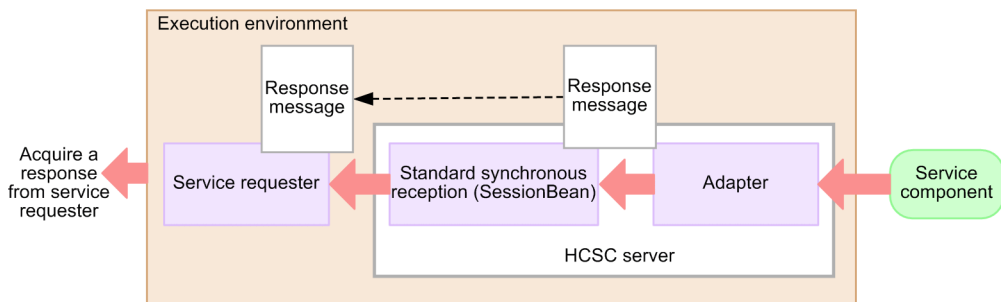 Execution environment
Response
message
Response
message
Acquire a
response
from service
requester
Service requester
Standard synchronous
reception (SessionBean)
Adapter
Service
component
HCSC server